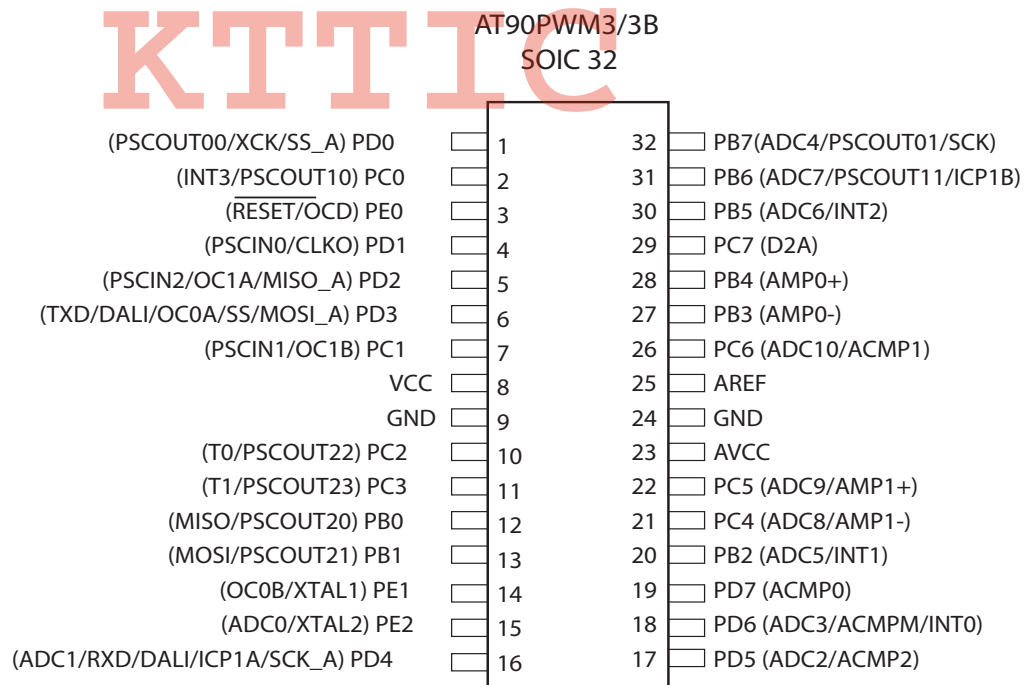 KTTIC
AT90PWM3/3B
SOIC 32
(PSCOUT00/XCK/SS_A) PD0 1 32 PB7(ADC4/PSCOUT01/SCK)
(INT3/PSCOUT10) PC0 2 31 PB6 (ADC7/PSCOUT11/ICP1B)
(RESET/OCD) PE0 3 30 PB5 (ADC6/INT2)
(PSCIN0/CLKO) PD1 4 29 PC7 (D2A)
(PSCIN2/OC1A/MISO_A) PD2 5 28 PB4 (AMP0+)
(TXD/DALI/OC0A/SS/MOSI_A) PD3 6 27 PB3 (AMP0-)
(PSCIN1/OC1B) PC1 7 26 PC6 (ADC10/ACMP1)
VCC 8 25 AREF
GND 9 24 GND
(T0/PSCOUT22) PC2 10 23 AVCC
(T1/PSCOUT23) PC3 11 22 PC5 (ADC9/AMP1+)
(MISO/PSCOUT20) PB0 12 21 PC4 (ADC8/AMP1-)
(MOSI/PSCOUT21) PB1 13 20 PB2 (ADC5/INT1)
(OC0B/XTAL1) PE1 14 19 PD7 (ACMP0)
(ADC0/XTAL2) PE2 15 18 PD6 (ADC3/ACMPM/INT0)
(ADC1/RXD/DALI/ICP1A/SCK_A) PD4 16 17 PD5 (ADC2/ACMP2)